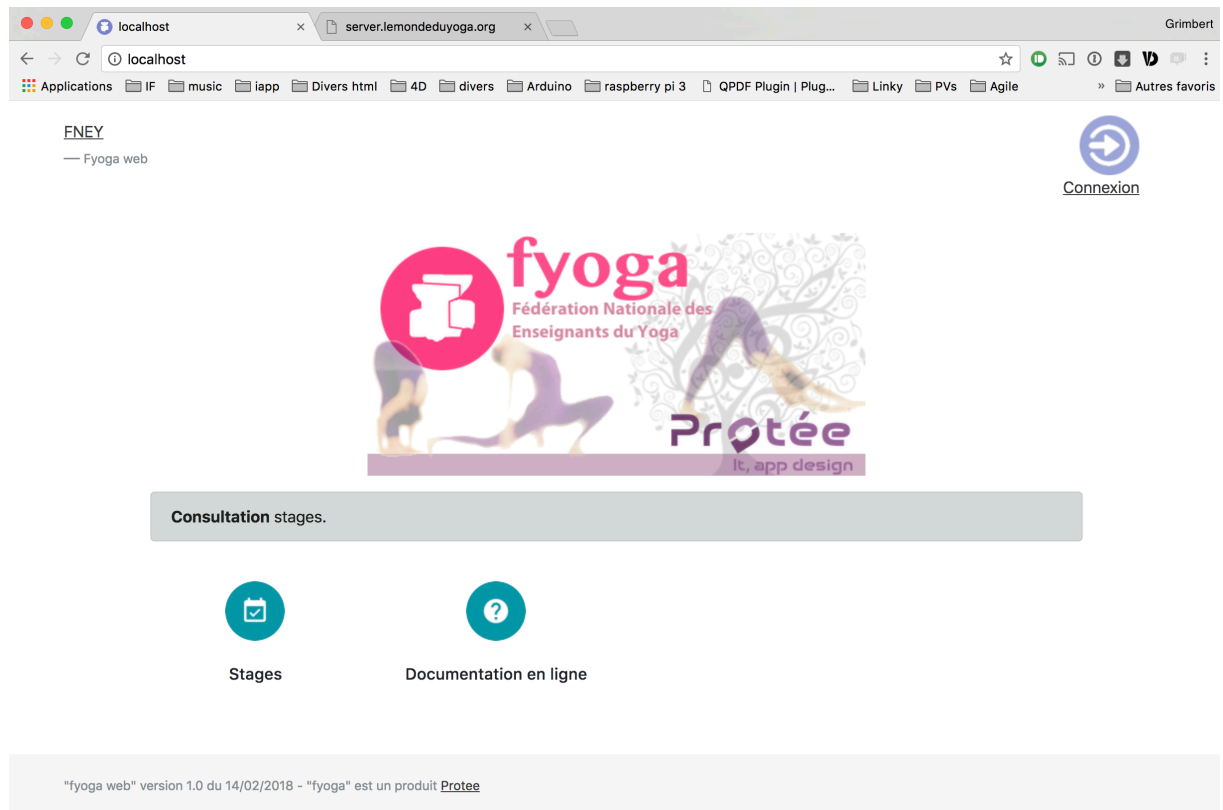 localhost
server.lemondeduyoga.org
Grimbert
localhost
Applications IF music iapp Divers html 4D divers Arduino raspberry pi 3 QPDF Plugin | Plug... Linky PVs Agile » Autres favoris
FNEY
— Fyoga web
Connexion
fyoga
Fédération Nationale des
Enseignants du Yoga
Protée
It, app design
Consultation stages.
Stages
Documentation en ligne
"fyoga web" version 1.0 du 14/02/2018 - "fyoga" est un produit Protee